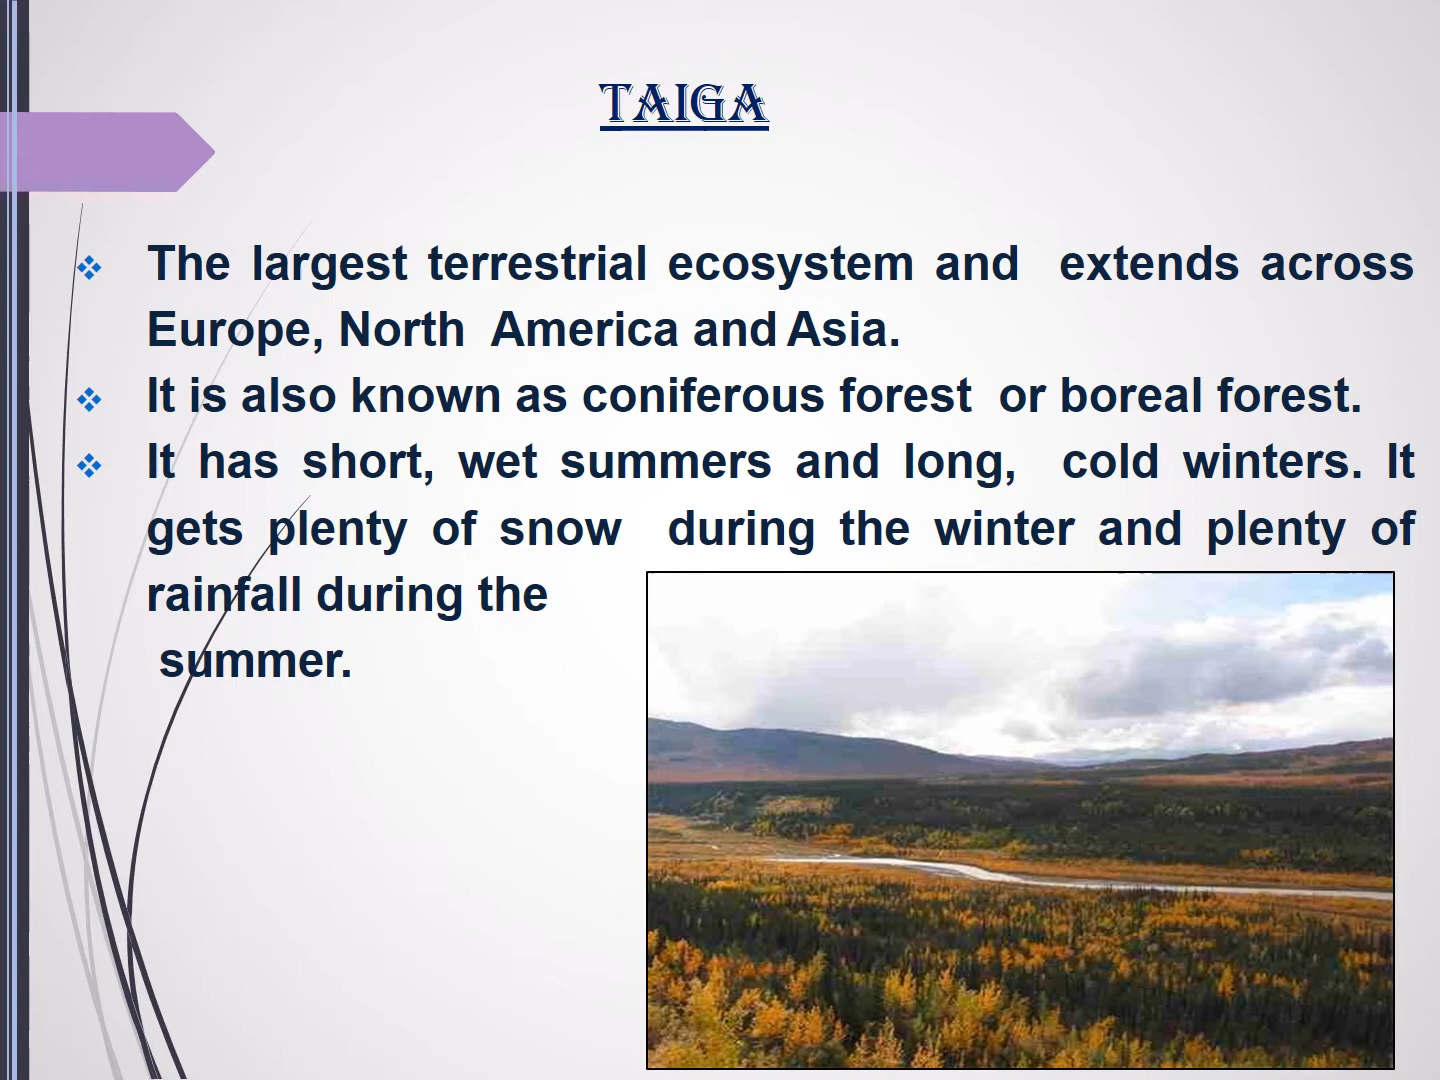 TAIGA
❖ The largest terrestrial ecosystem and extends across
Europe, North America and Asia.
❖ It is also known as coniferous forest or boreal forest.
❖ It has short, wet summers and long, cold winters. It
gets plenty of snow during the winter and plenty of
rainfall during the
summer.